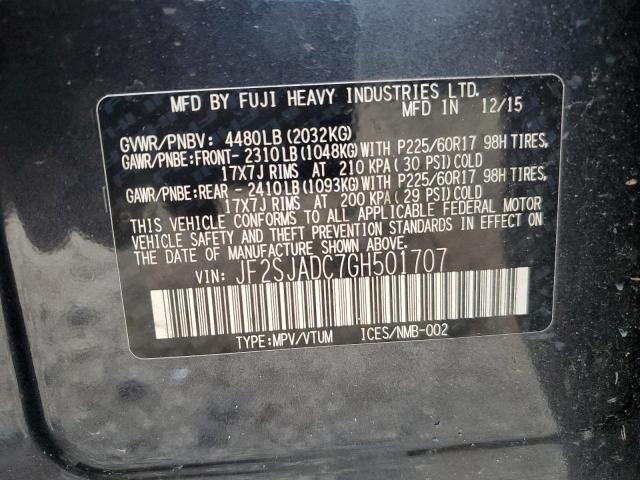 MFD BY FUJI HEAVY INDUSTRIES LTD.
MFD IN 12/15
GVWR/PNBV: 4480LB(2032KG)
GAWR/PNBE:FRONT- 2310LB(1048KG)WITH P225/60R17 98H TIRES,
17X7J RIMS AT 210 KPA( 30 PSI)COLD
GAWR/PNBE:REAR - 2410LB(1093KG)WITH P225/60R17 98H TIRES,
17X7J RIMS AT 200 KPA( 29 PSI)COLD
THIS VEHICLE CONFORMS TO ALL APPLICABLE FEDERAL MOTOR
VEHICLE SAFETY AND THEFT PREVENTION STANDARDS IN EFFECT ON
THE DATE OF MANUFACTURE SHOWN ABOVE.
VIN: JF2SJADC7GH501707
TYPE:MPV/VTUM ICES/NMB-002